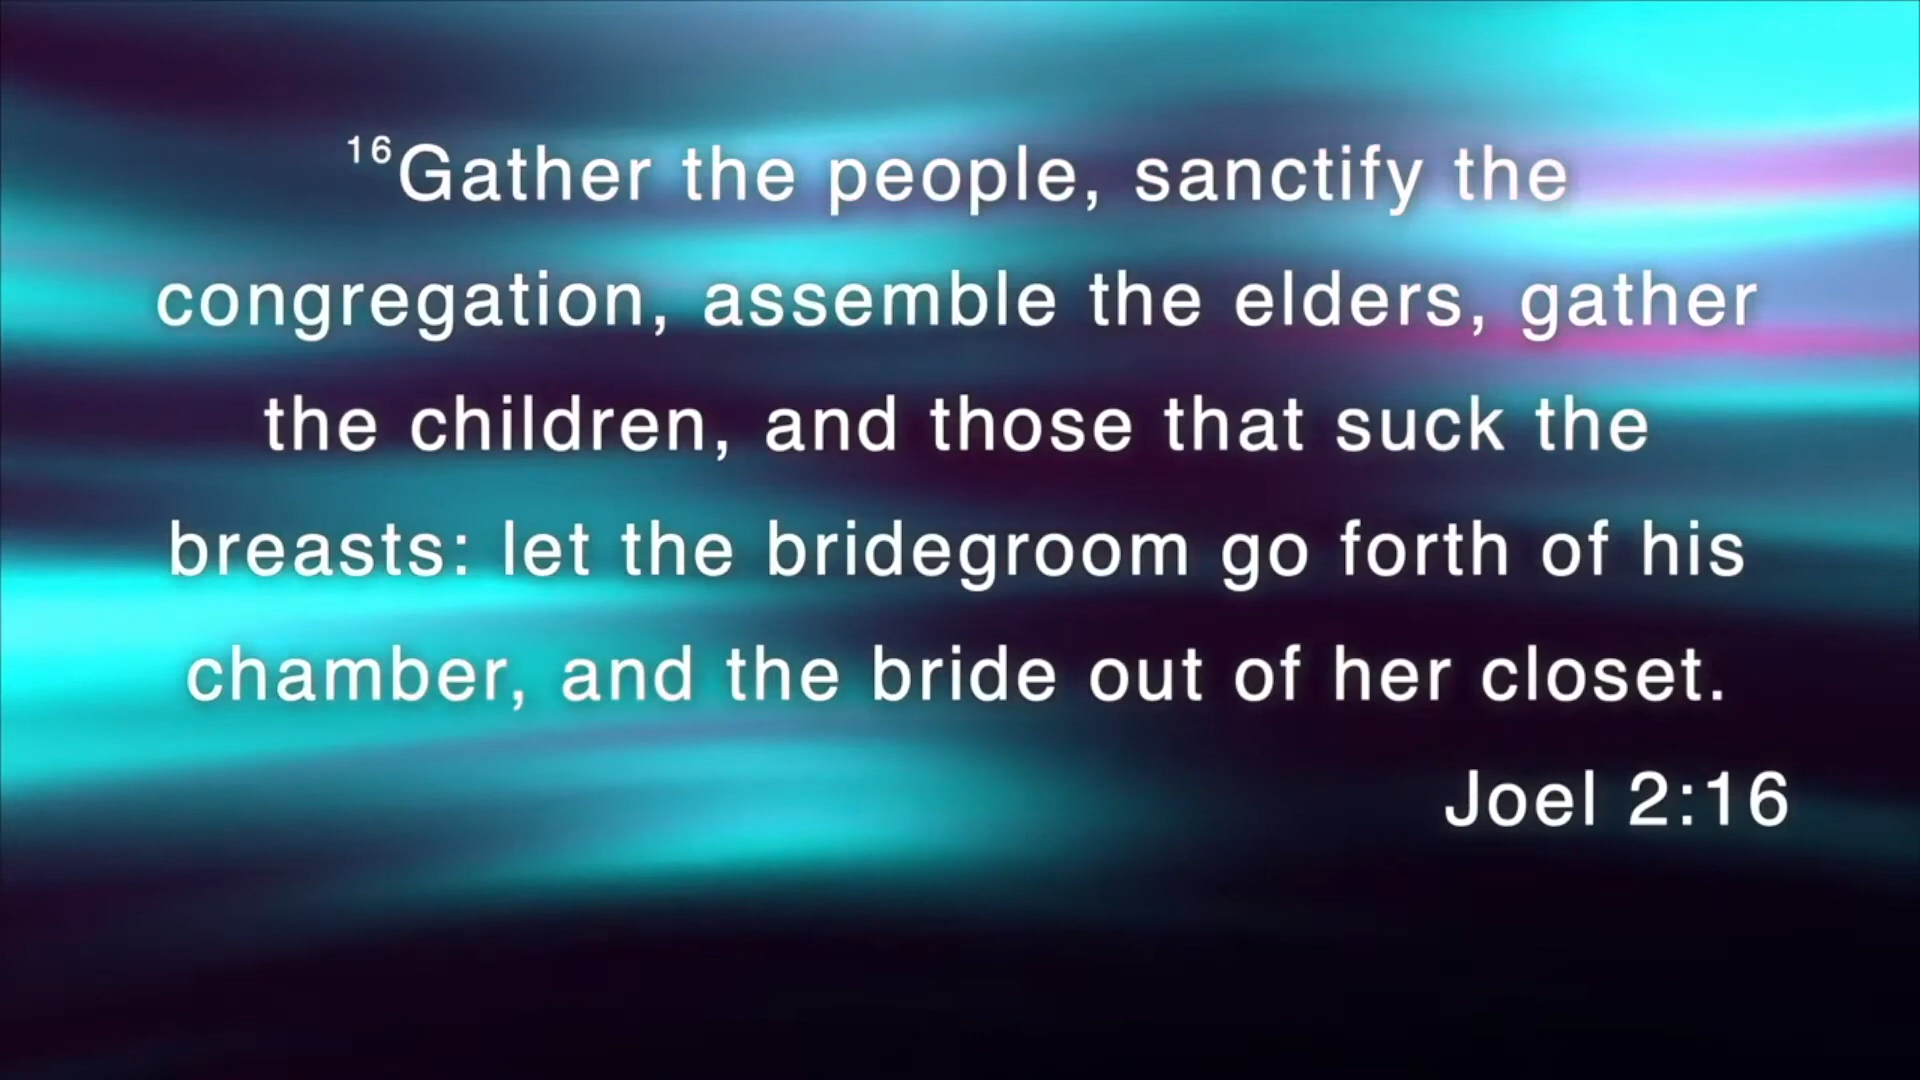 16Gather the people, sanctify the
congregation, assemble the elders, gather
the children, and those that suck the
breasts: let the bridegroom go forth of his
chamber, and the bride out of her closet.
Joel 2:16